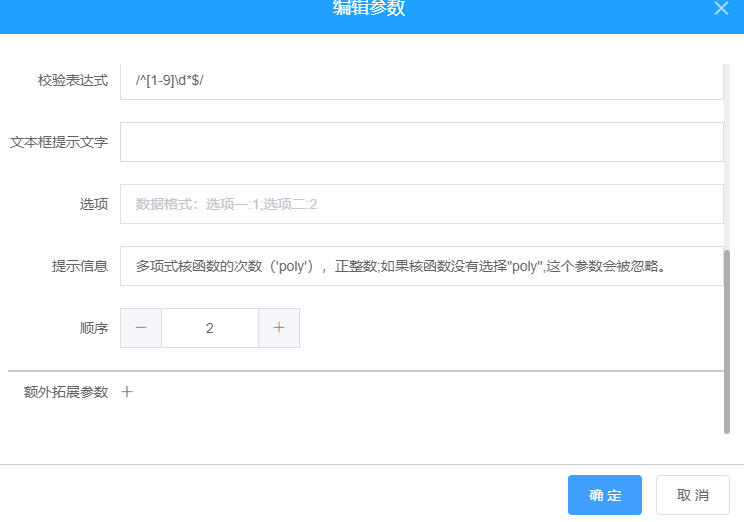 编辑参数
校验表达式 /^[1-9]\d*$/
文本框提示文字
选项 数据格式：选项一:1;选项二:2
提示信息 多项式核函数的次数（'poly'），正整数;如果核函数没有选择"poly",这个参数会被忽略。
顺序 2
额外拓展参数
确 定 取 消